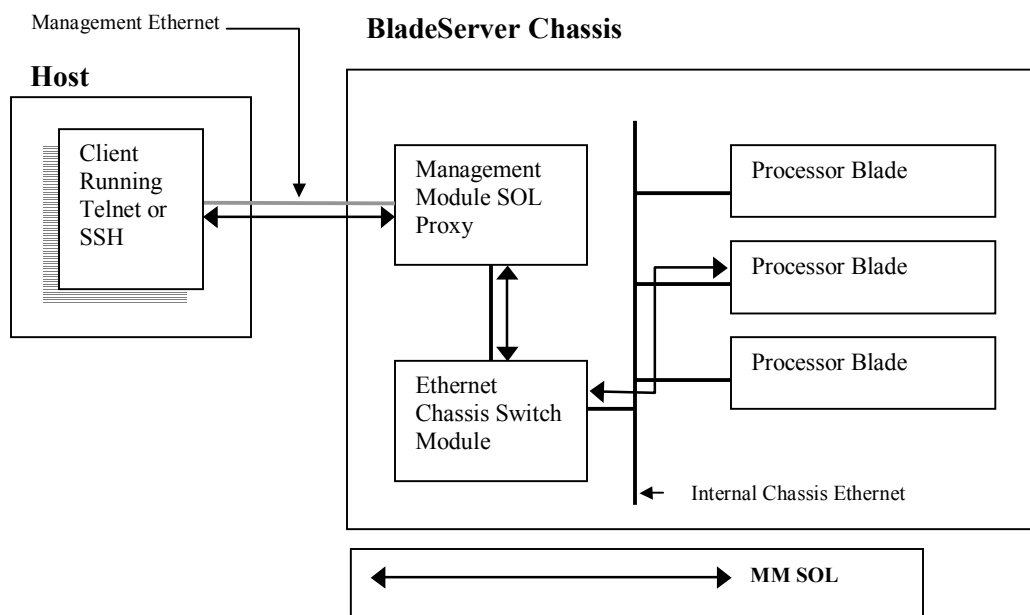 Management Ethernet
BladeServer Chassis
Host
Client
Running
Telnet or
SSH
Management
Module SOL
Proxy
Ethernet
Chassis Switch
Module
Processor Blade
Processor Blade
Processor Blade
Internal Chassis Ethernet
MM SOL